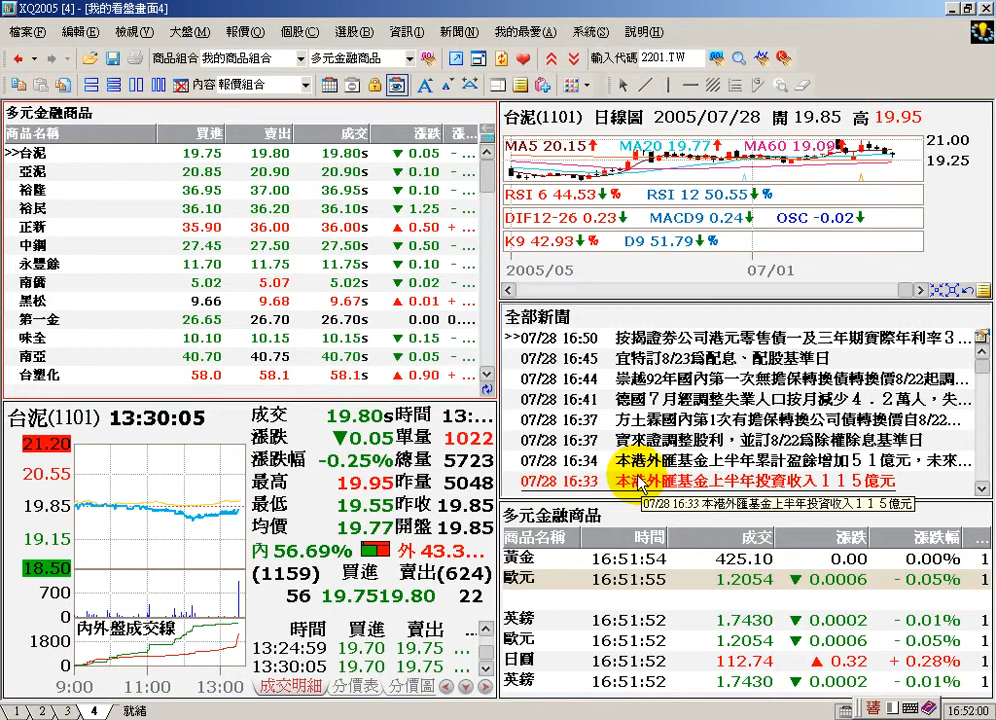 XQ2005 [4] - [我的看盤畫面4]
檔案(F) 編輯(E) 檢視(V) 大盤(M) 報價(Q) 個股(C) 選股(B) 資訊(I) 新聞(N) 我的最愛(A) 系統(S) 說明(H)
商品組合 我的商品組合 多元金融商品 輸入代碼 2201.TW
內容 報價組合
多元金融商品
商品名稱 買進 賣出 成交 漲跌 漲...
>>台泥 19.75 19.80 19.80s ▼ 0.05 - ...
亞泥 20.85 20.90 20.90s ▼ 0.10 - ...
裕隆 36.95 37.00 36.95s ▼ 0.10 - ...
裕民 36.10 36.20 36.10s ▼ 1.25 - ...
正新 35.90 36.00 36.00s ▲ 0.50 + ...
中鋼 27.45 27.50 27.50s ▼ 0.50 - ...
永豐餘 11.70 11.75 11.75s ▼ 0.10 - ...
南僑 5.02 5.07 5.02s ▼ 0.02 - ...
黑松 9.66 9.68 9.67s ▲ 0.01 + ...
第一金 26.65 26.70 26.70s 0.00 0....
味全 10.10 10.15 10.15s ▼ 0.15 - ...
南亞 40.70 40.75 40.70s ▼ 0.05 - ...
台塑化 58.0 58.1 58.1s ▲ 0.90 + ...
台泥(1101) 日線圖 2005/07/28 開 19.85 高 19.95
MA5 20.15 MA20 19.77 MA60 19.09
21.00
19.25
RSI 6 44.53 % RSI 12 50.55 %
DIF12-26 0.23 MACD9 0.24 OSC -0.02
K9 42.93 % D9 51.79 %
2005/05 07/01
全部新聞
>>07/28 16:50 按揭證券公司港元零售債一及三年期實際年利率3...
07/28 16:45 宜特訂8/23為配息、配股基準日
07/28 16:44 崇越92年國內第一次無擔保轉換債轉換價8/22起調...
07/28 16:41 德國7月經調整失業人口按月減少4.2萬人，失...
07/28 16:37 方土霖國內第1次有擔保轉換公司債轉換價自8/22...
07/28 16:37 寶來證調整股利，並訂8/22為除權除息基準日
07/28 16:34 本港外匯基金上半年累計盈餘增加51億元，未來...
07/28 16:33 本港外匯基金上半年投資收入115億元
07/28 16:33 本港外匯基金上半年投資收入115億元
台泥(1101) 13:30:05
21.20
20.55
19.85
19.15
18.50
700
0
內外盤成交線
1800
0
9:00 11:00 13:00
成交 19.80s 時間 13:...
漲跌 ▼0.05 單量 1022
漲跌幅 -0.25% 總量 5723
最高 19.95 昨量 5048
最低 19.55 昨收 19.85
均價 19.77 開盤 19.85
內 56.69% 外 43.3...
(1159) 買進 賣出 (624)
56 19.75 19.80 22
時間 買進 賣出 ...
13:24:59 19.70 19.75 ...
13:30:05 19.70 19.75 ...
成交明細 分價表 分價圖
多元金融商品
商品名稱 時間 成交 漲跌 漲跌幅 ...
黃金 16:51:54 425.10 0.00 0.00% 1
歐元 16:51:55 1.2054 ▼ 0.0006 - 0.05% 1
英鎊 16:51:52 1.7430 ▼ 0.0002 - 0.01% 1
歐元 16:51:52 1.2054 ▼ 0.0006 - 0.05% 1
日圓 16:51:52 112.74 ▲ 0.32 + 0.28% 1
英鎊 16:51:52 1.7430 ▼ 0.0002 - 0.01% 1
1 2 3 4 就緒 16:52:00